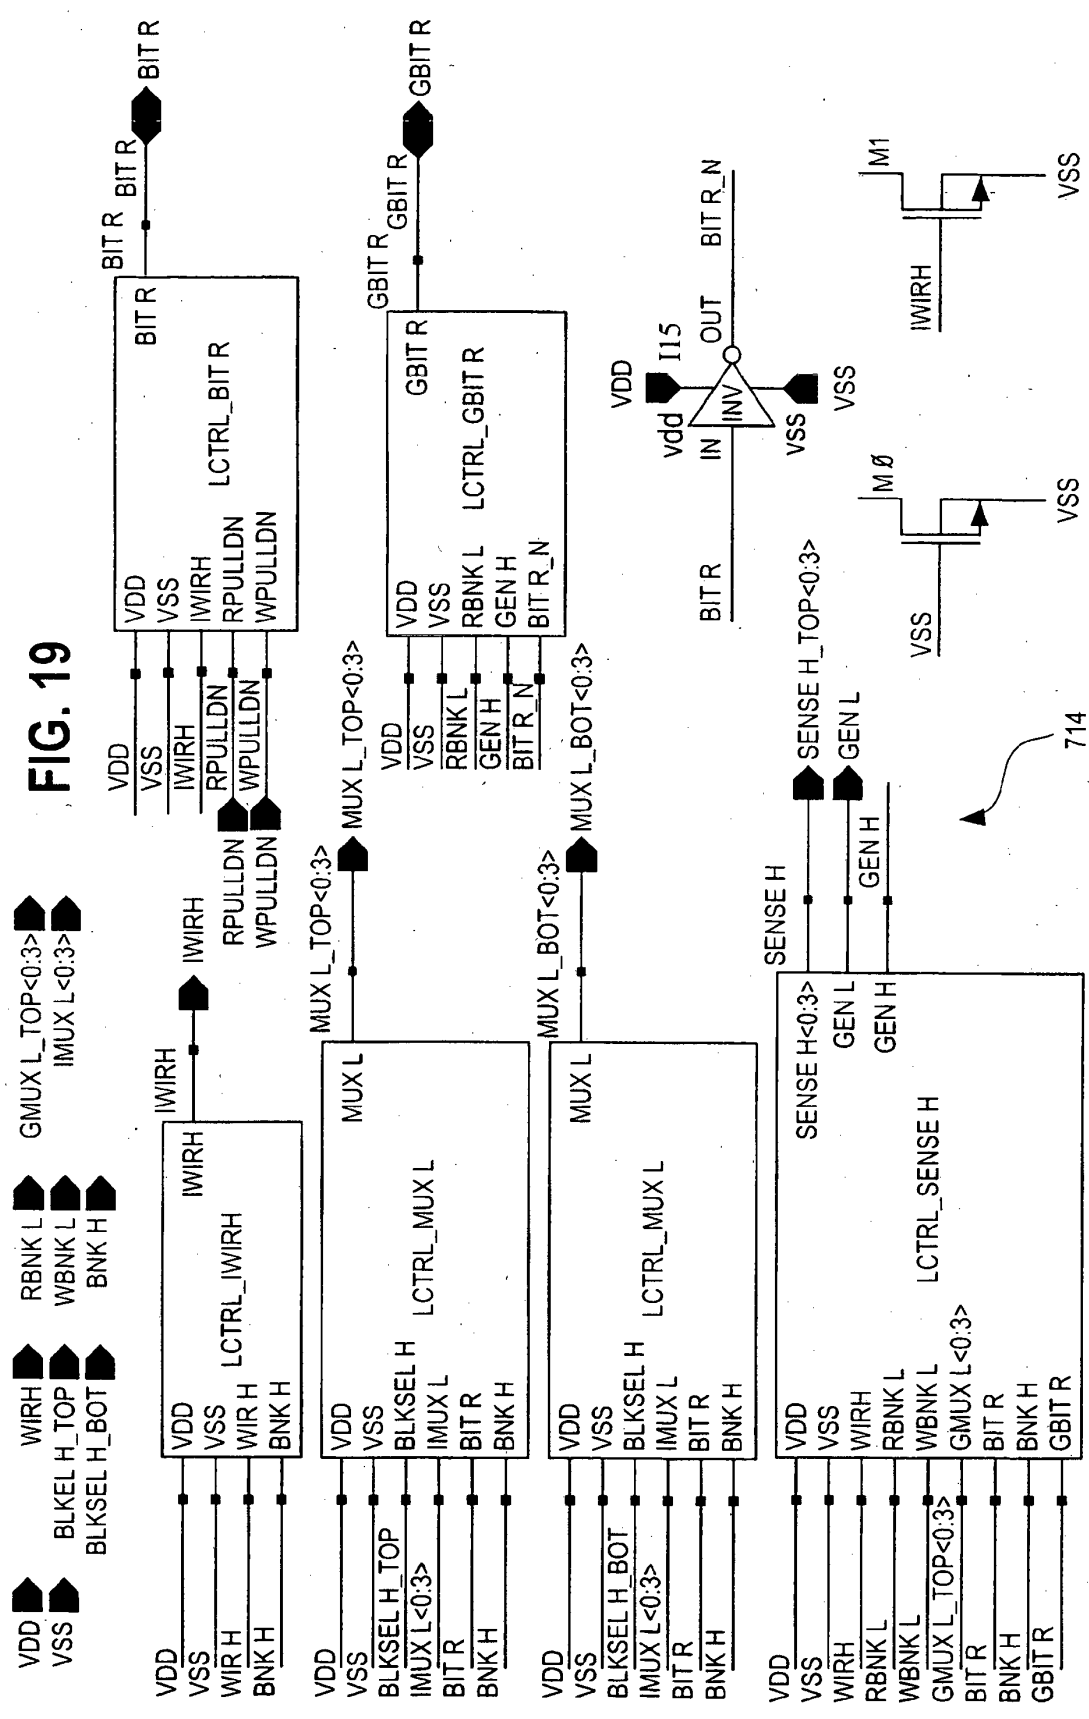 FIG. 19
VDD
VSS
WIRH
BLKEL H_TOP
BLKSEL H_BOT
RBNK L
WBNK L
BNK H
GMUX L_TOP<0:3>
IMUX L<0:3>
VDD
VSS
WIR H
BNK H
VDD
VSS
WIR H
BNK H
LCTRL_IWIRH
IWIRH
IWIRH
IWIRH
VDD
VSS
IWIRH
RPULLDN
WPULLDN
RPULLDN
WPULLDN
VDD
VSS
IWIRH
RPULLDN
WPULLDN
LCTRL_BIT R
BIT R
BIT R
BIT R
BIT R
VDD
VSS
BLKSEL H_TOP
IMUX L<0:3>
BIT R
BNK H
VDD
VSS
BLKSEL H
IMUX L
BIT R
BNK H
LCTRL_MUX L
MUX L
MUX L_TOP<0:3>
MUX L_TOP<0:3>
VDD
VSS
RBNK L
GEN H
BIT R_N
VDD
VSS
RBNK L
GEN H
BIT R_N
LCTRL_GBIT R
GBIT R
GBIT R
GBIT R
GBIT R
VDD
VSS
BLKSEL H_BOT
IMUX L<0:3>
BIT R
BNK H
VDD
VSS
BLKSEL H
IMUX L
BIT R
BNK H
LCTRL_MUX L
MUX L
MUX L_BOT<0:3>
MUX L_BOT<0:3>
BIT R
IN
VDD
vdd
I15
INV
vss
VSS
OUT
BIT R_N
VDD
VSS
WIRH
RBNK L
WBNK L
GMUX L_TOP<0:3>
BIT R
BNK H
GBIT R
VDD
VSS
WIRH
RBNK L
WBNK L
GMUX L<0:3>
BIT R
BNK H
GBIT R
LCTRL_SENSE H
SENSE H<0:3>
GEN L
GEN H
SENSE H
SENSE H_TOP<0:3>
GEN L
GEN H
VSS
MØ
VSS
IWIRH
M1
VSS
714